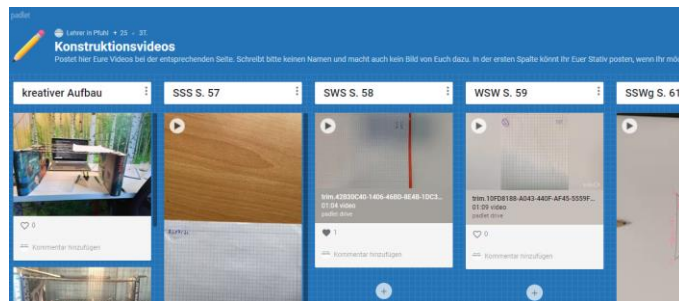 padlet
Lehrer in Pfuhl + 25 - 3T.
Konstruktionsvideos
Postet hier Eure Videos bei der entsprechenden Seite. Schreibt bitte keinen Namen und macht auch kein Bild von Euch dazu. In der ersten Spalte könnt Ihr Euer Stativ posten, wenn Ihr mö
kreativer Aufbau
SSS S. 57
SWS S. 58
WSW S. 59
SSWg S. 61
trim.42B20C40-1406-46BD-8E4B-1DC3...
01:04 video
padlet drive
trim.10FD8188-A043-440F-AF45-5559F...
01:09 video
padlet drive
0
Kommentar hinzufügen
1
Kommentar hinzufügen
0
Kommentar hinzufügen